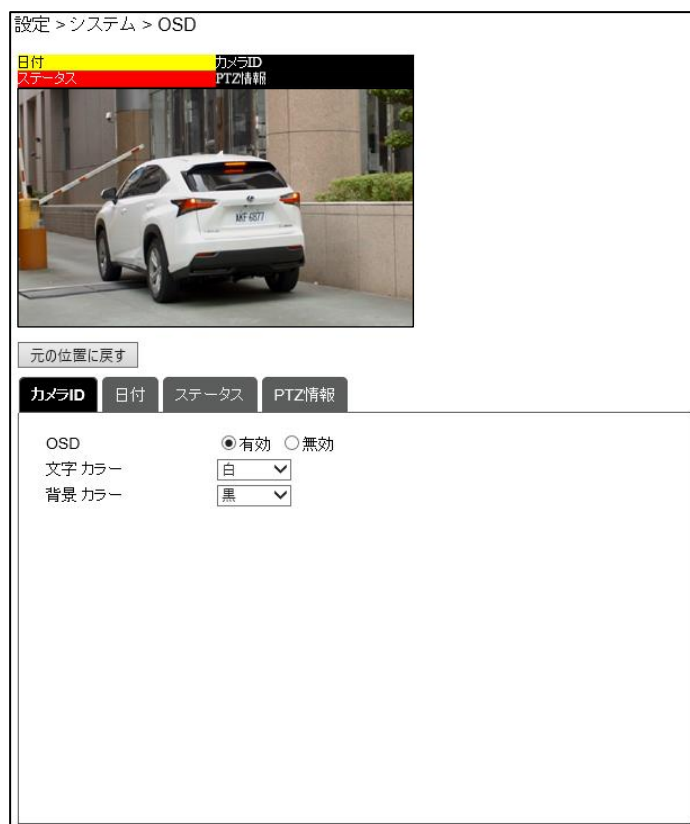 設定 > システム > OSD
日付 カメラID
ステータス PTZ情報
元の位置に戻す
カメラID 日付 ステータス PTZ情報
OSD 有効 無効
文字 カラー 白
背景 カラー 黒